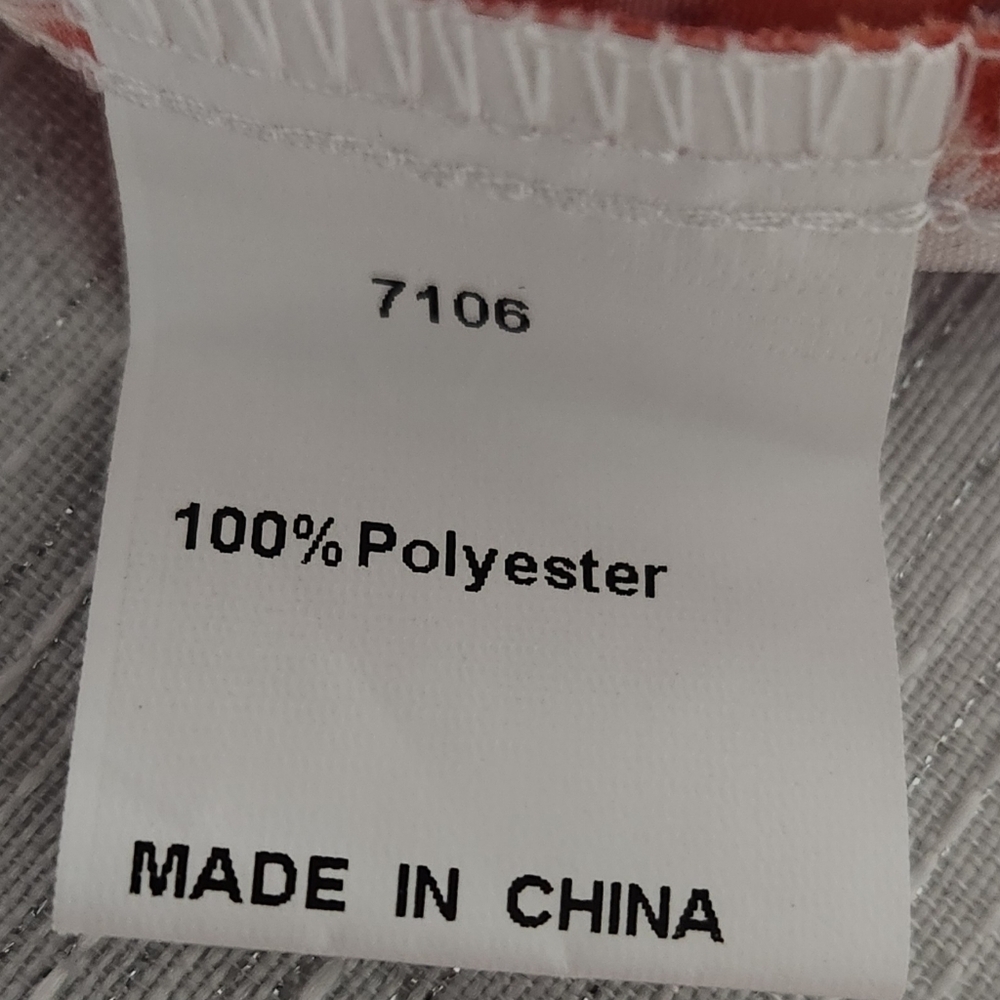 7106
100% Polyester
MADE IN CHINA